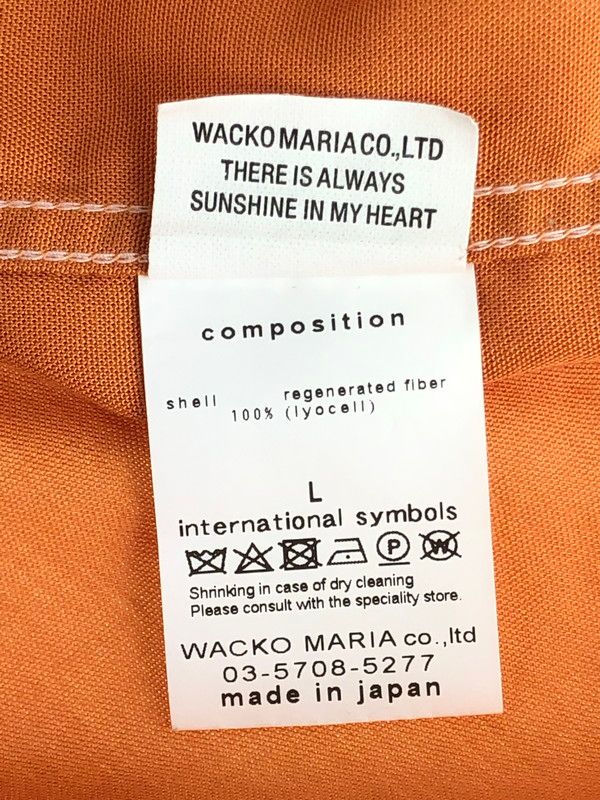 WACKO MARIA CO.,LTD
THERE IS ALWAYS
SUNSHINE IN MY HEART
composition
shell
regenerated fiber
100% (lyocell)
L
international symbols
P W
Shrinking in case of dry cleaning
Please consult with the speciality store.
WACKO MARIA co.,ltd
03-5708-5277
made in japan